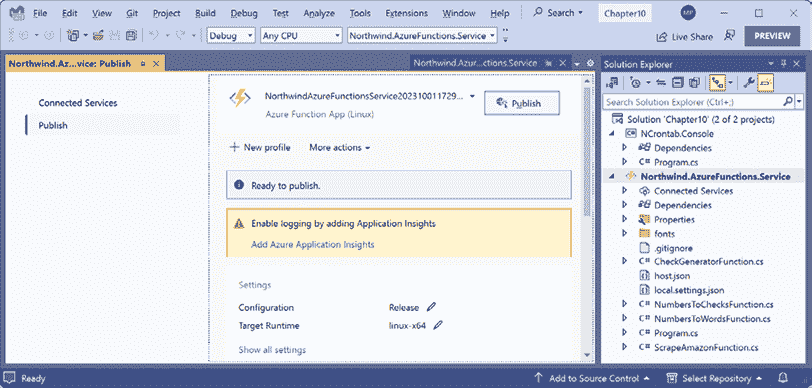 File Edit View Git Project Build Debug Test Analyze Tools Extensions Window Help Search Chapter10 MP
Debug Any CPU Northwind.AzureFunctions.Service Live Share PREVIEW
Northwind.Az...vice: Publish
Northwind.Azur...ctions.Service
Connected Services
Publish
NorthwindAzureFunctionsService202310011729...
Azure Function App (Linux)
Publish
New profile More actions
Ready to publish.
Enable logging by adding Application Insights
Add Azure Application Insights
Settings
Configuration Release
Target Runtime linux-x64
Show all settings
Solution Explorer
Search Solution Explorer (Ctrl+;)
Solution 'Chapter10' (2 of 2 projects)
NCrontab.Console
Dependencies
C# Program.cs
Northwind.AzureFunctions.Service
Connected Services
Dependencies
Properties
fonts
.gitignore
C# CheckGeneratorFunction.cs
host.json
local.settings.json
C# NumbersToChecksFunction.cs
C# NumbersToWordsFunction.cs
C# Program.cs
C# ScrapeAmazonFunction.cs
Ready Add to Source Control Select Repository